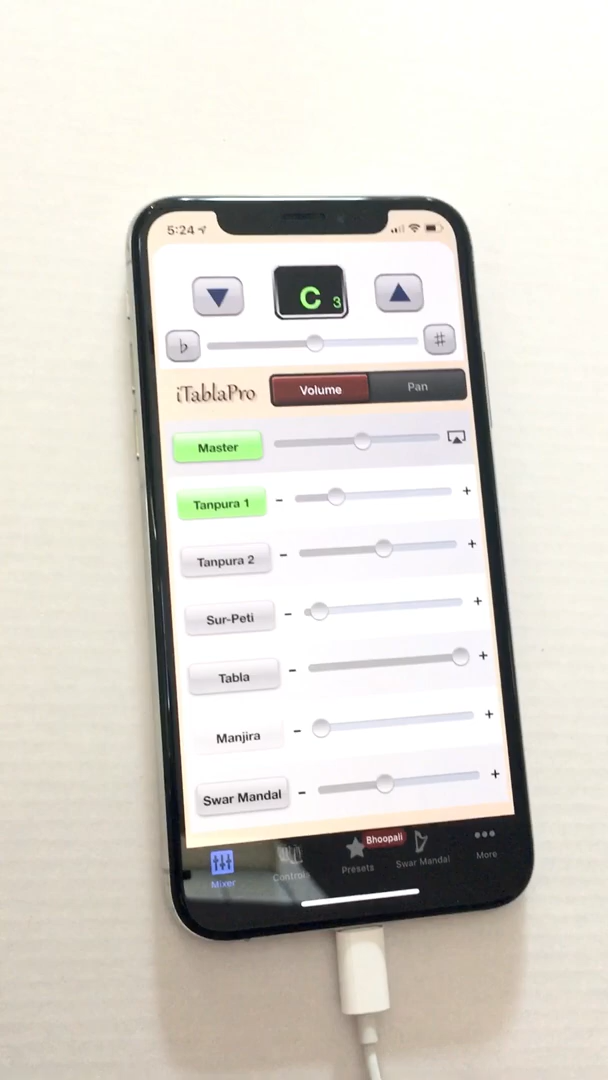 5:24
C 3
♭ ♯
iTablaPro Volume Pan
Master
Tanpura 1 - +
Tanpura 2 - +
Sur-Peti - +
Tabla - +
Manjira - +
Swar Mandal - +
Bhoopali
Mixer Controls Presets Swar Mandal More